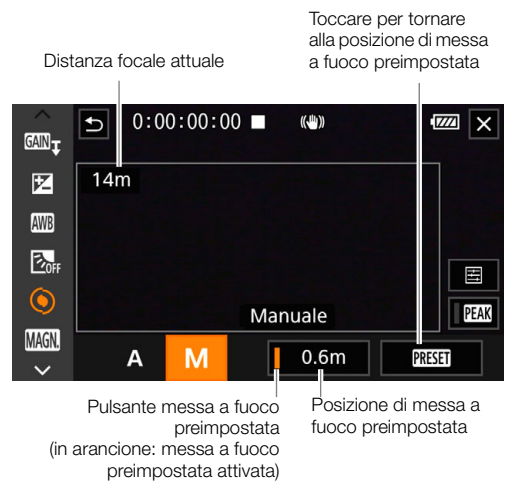 Toccare per tornare
alla posizione di messa
a fuoco preimpostata
Distanza focale attuale
0:00:00:00
GAIN
14m
AWB
OFF
PEAK
MAGN.
Manuale
A
M
0.6m
PRESET
Pulsante messa a fuoco
preimpostata
(in arancione: messa a fuoco
preimpostata attivata)
Posizione di messa a
fuoco preimpostata